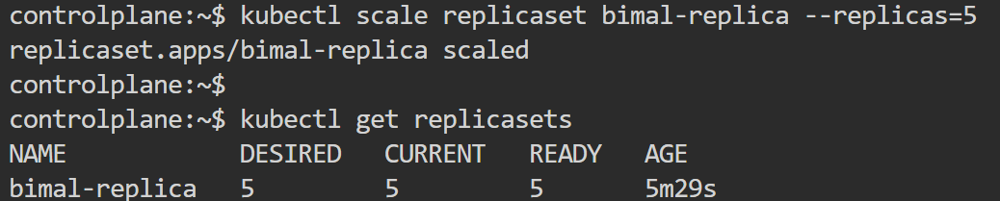 controlplane:~$ kubectl scale replicaset bimal-replica --replicas=5
replicaset.apps/bimal-replica scaled
controlplane:~$
controlplane:~$ kubectl get replicasets
NAME            DESIRED   CURRENT   READY   AGE
bimal-replica   5         5         5       5m29s